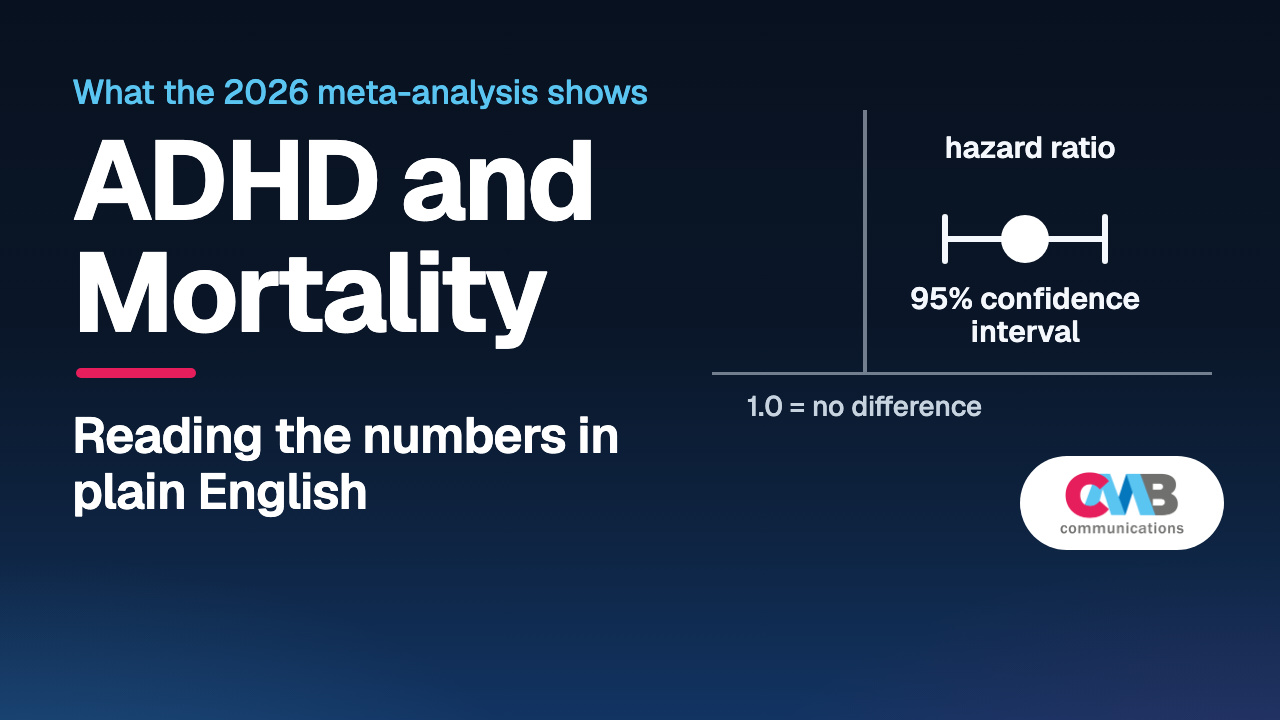 What the 2026 meta-analysis shows
ADHD and
Mortality
Reading the numbers in
plain English
hazard ratio
95% confidence
interval
1.0 = no difference
CMB
communications